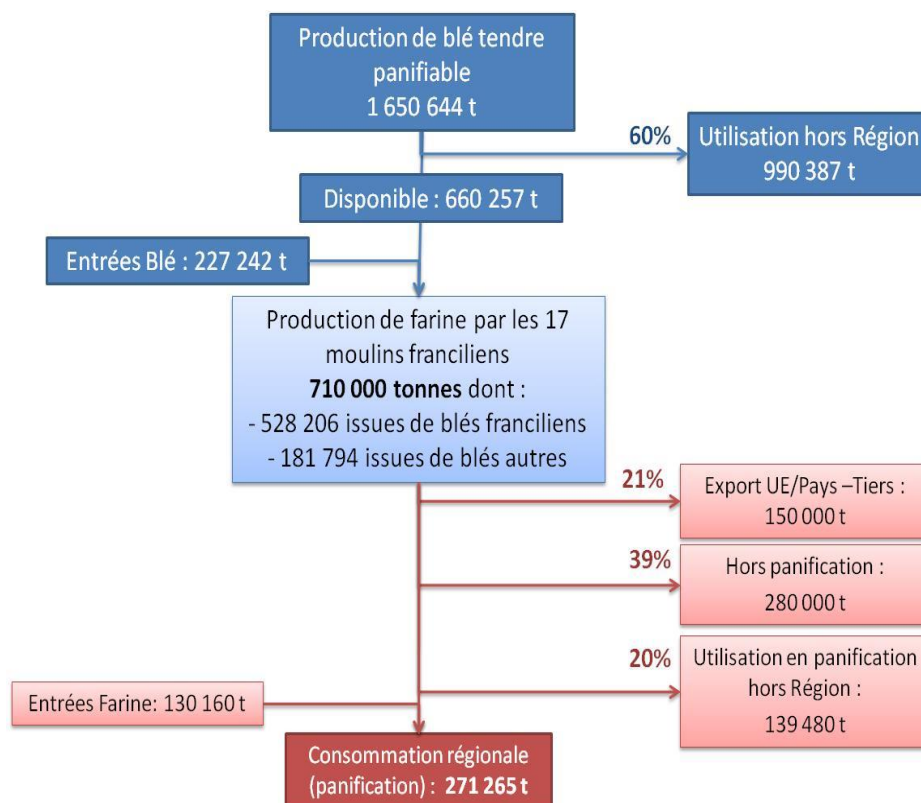 Production de blé tendre
panifiable
1 650 644 t
60%
Utilisation hors Région
990 387 t
Disponible : 660 257 t
Entrées Blé : 227 242 t
Production de farine par les 17
moulins franciliens
710 000 tonnes dont :
- 528 206 issues de blés franciliens
- 181 794 issues de blés autres
21%
Export UE/Pays –Tiers :
150 000 t
39%
Hors panification :
280 000 t
20%
Utilisation en panification
hors Région :
139 480 t
Entrées Farine: 130 160 t
Consommation régionale
(panification) : 271 265 t